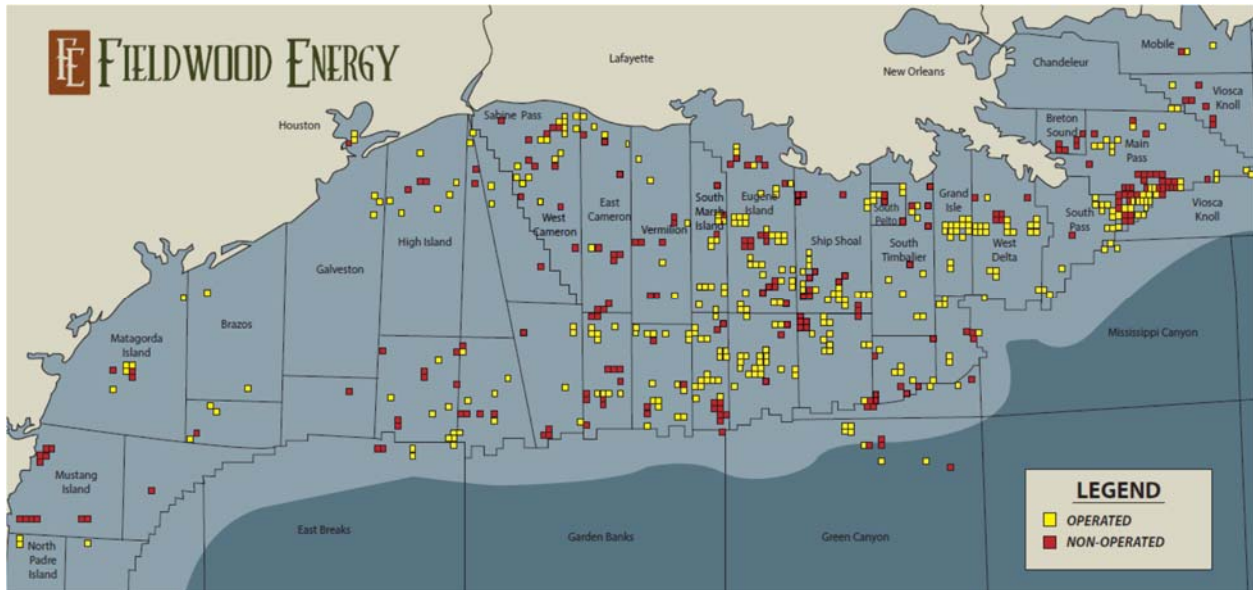 FE FIELDWOOD ENERGY
Lafayette
New Orleans
Mobile
Chandeleur
Viosca
Knoll
Houston
Sabine Pass
Breton
Sound
Main
Pass
West
Cameron
East
Cameron
Vermilion
South
Marsh
Island
Eugene
Island
Ship Shoal
South
Pelto
South
Timbalier
Grand
Isle
West
Delta
South
Pass
Viosca
Knoll
High Island
Galveston
Brazos
Matagorda
Island
Mississippi Canyon
Mustang
Island
North
Padre
Island
East Breaks
Garden Banks
Green Canyon
LEGEND
OPERATED
NON-OPERATED